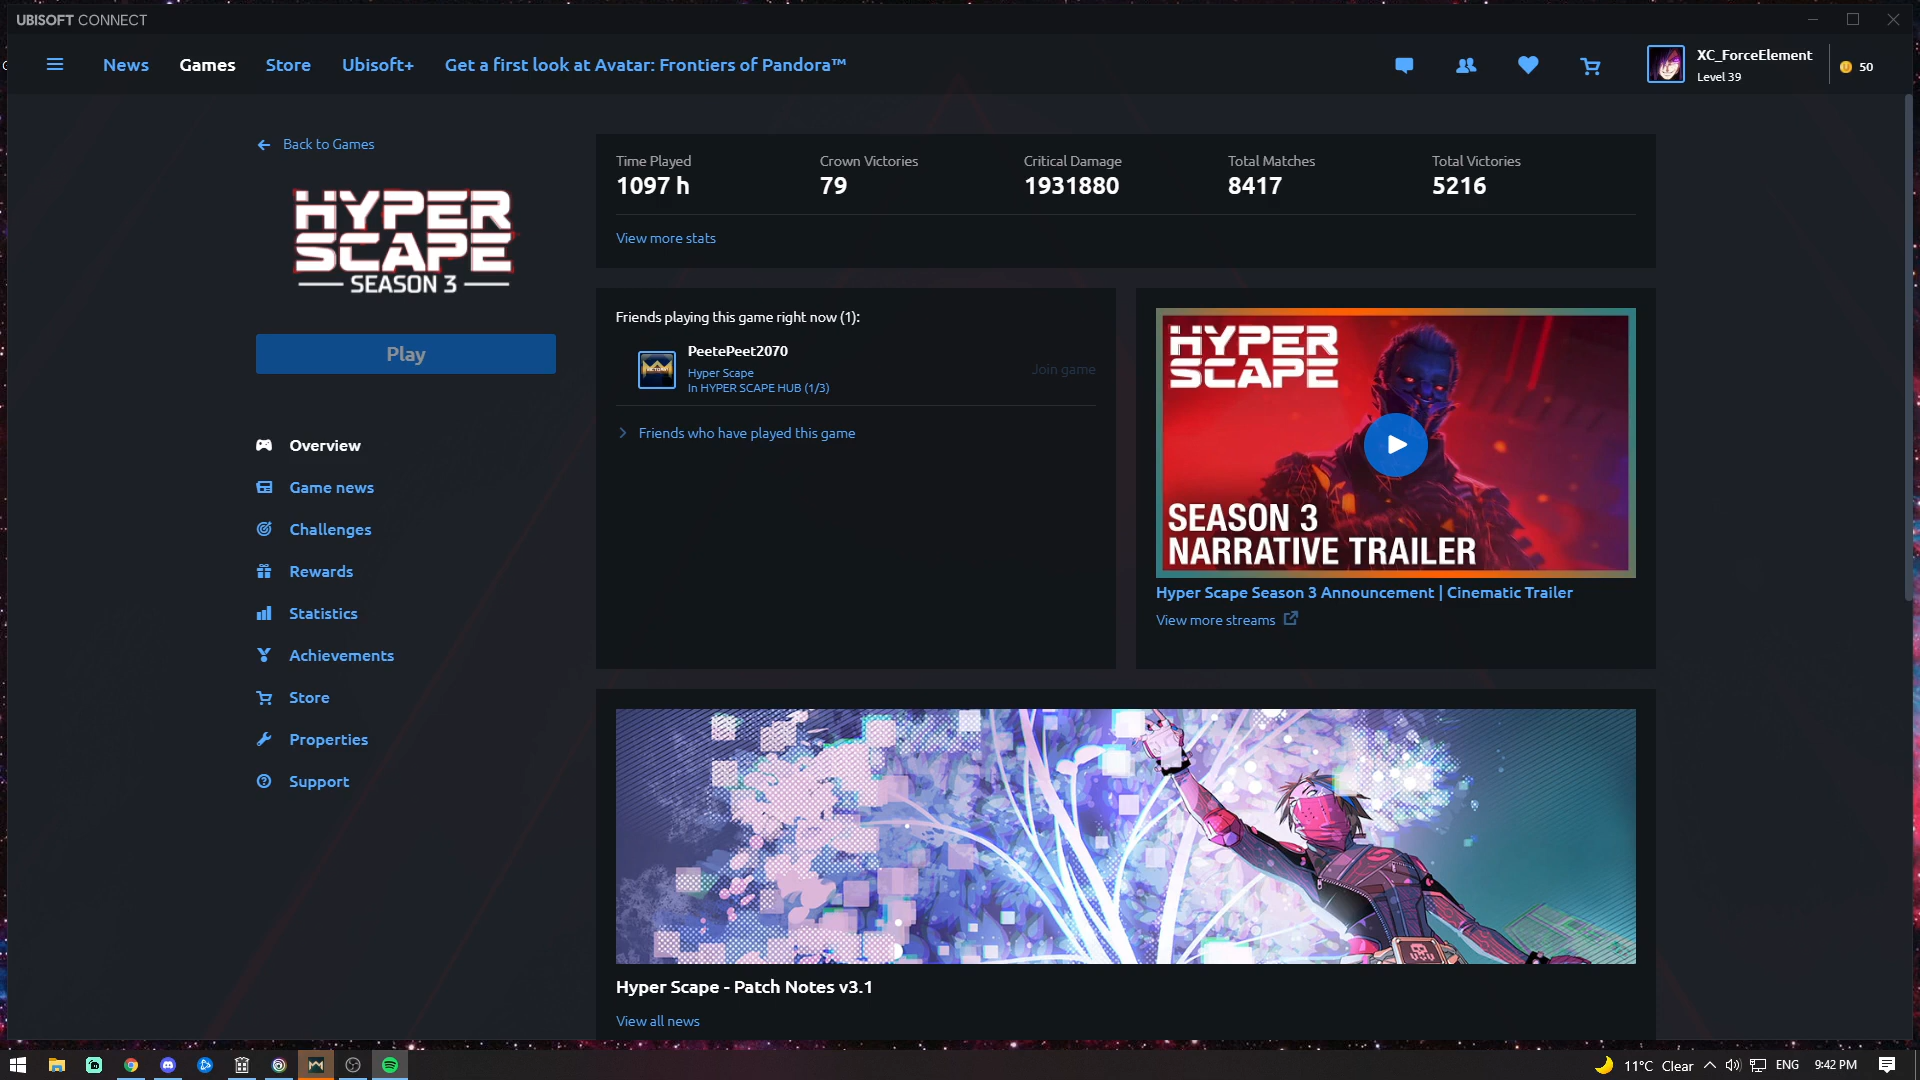 UBISOFT CONNECT
News Games Store Ubisoft+ Get a first look at Avatar: Frontiers of Pandora™
XC_ForceElement
Level 39
50
Back to Games
HYPER
SCAPE
SEASON 3
Play
Overview
Game news
Challenges
Rewards
Statistics
Achievements
Store
Properties
Support
Time Played Crown Victories Critical Damage Total Matches Total Victories
1097 h 79 1931880 8417 5216
View more stats
Friends playing this game right now (1):
PeetePeet2070
Hyper Scape
In HYPER SCAPE HUB (1/3)
Join game
Friends who have played this game
HYPER
SCAPE
SEASON 3
NARRATIVE TRAILER
Hyper Scape Season 3 Announcement | Cinematic Trailer
View more streams
Hyper Scape - Patch Notes v3.1
View all news
11°C Clear ENG 9:42 PM